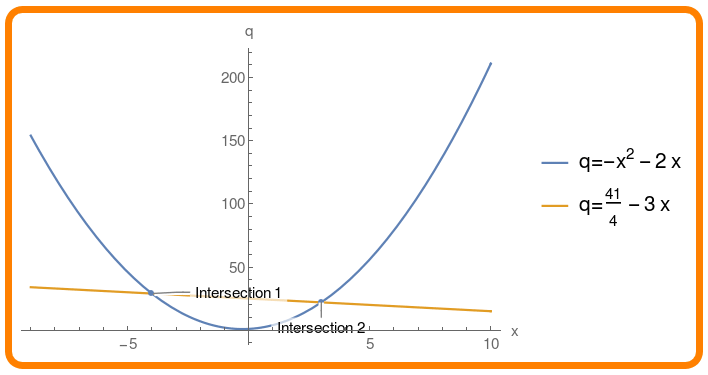 q
200
150
100
50
-5
5
10
x
Intersection 1
Intersection 2
q=−x² − 2 x
q=41/4 − 3 x